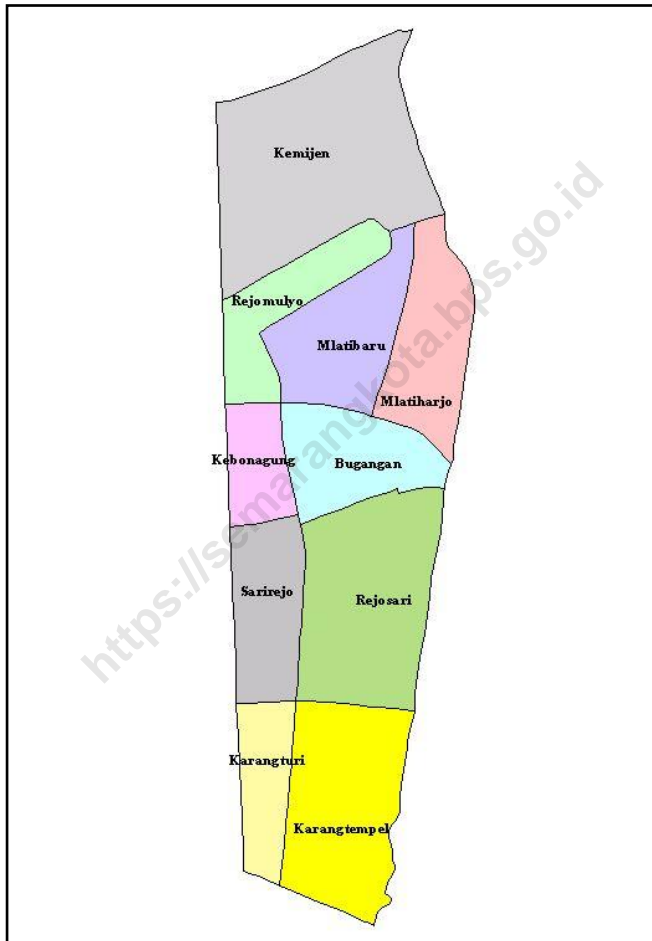 Kemijen
Rejomulyo
Mlatibaru
Mlatiharjo
Kebonagung
Bugangan
Sarirejo
Rejosari
Karangturi
Karangtempel
https://semarangkota.bps.go.id